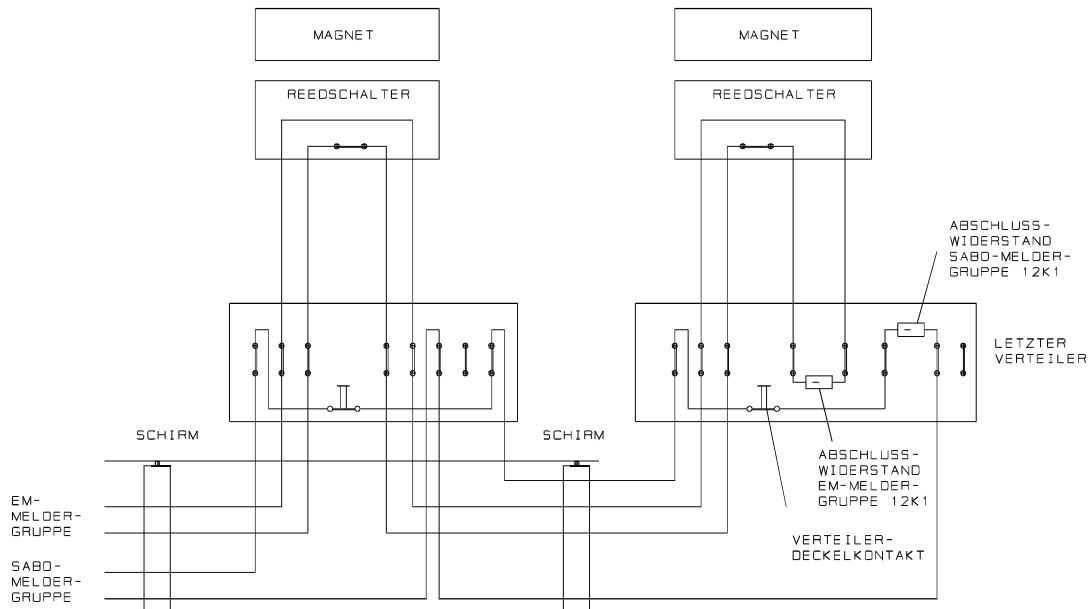 MAGNET
MAGNET
REEDSCHALTER
REEDSCHALTER
ABSCHLUSS-
WIDERSTAND
SABO-MELDER-
GRUPPE 12K1
LETZTER
VERTEILER
SCHIRM
SCHIRM
ABSCHLUSS-
WIDERSTAND
EM-MELDER-
GRUPPE 12K1
EM-
MELDER-
GRUPPE
VERTEILER-
DECKELKONTAKT
SABO-
MELDER-
GRUPPE